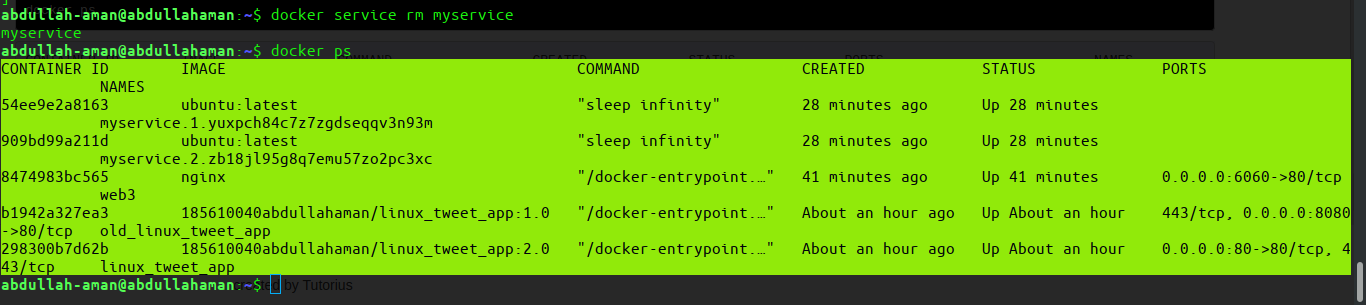 ]
abdullah-aman@abdullahaman:~$ docker service rm myservice
myservice
abdullah-aman@abdullahaman:~$ docker ps
CONTAINER ID        IMAGE                                       COMMAND                  CREATED             STATUS              PORTS
           NAMES
54ee9e2a8163        ubuntu:latest                               "sleep infinity"         28 minutes ago      Up 28 minutes
           myservice.1.yuxpch84c7z7zgdseqqv3n93m
909bd99a211d        ubuntu:latest                               "sleep infinity"         28 minutes ago      Up 28 minutes
           myservice.2.zb18jl95g8q7emu57zo2pc3xc
8474983bc565        nginx                                       "/docker-entrypoint.…"   41 minutes ago      Up 41 minutes       0.0.0.0:6060->80/tcp
           web3
b1942a327ea3        185610040abdullahaman/linux_tweet_app:1.0   "/docker-entrypoint.…"   About an hour ago   Up About an hour    443/tcp, 0.0.0.0:8080
->80/tcp   old_linux_tweet_app
298300b7d62b        185610040abdullahaman/linux_tweet_app:2.0   "/docker-entrypoint.…"   About an hour ago   Up About an hour    0.0.0.0:80->80/tcp, 4
43/tcp     linux_tweet_app
abdullah-aman@abdullahaman:~$ by Tutorius